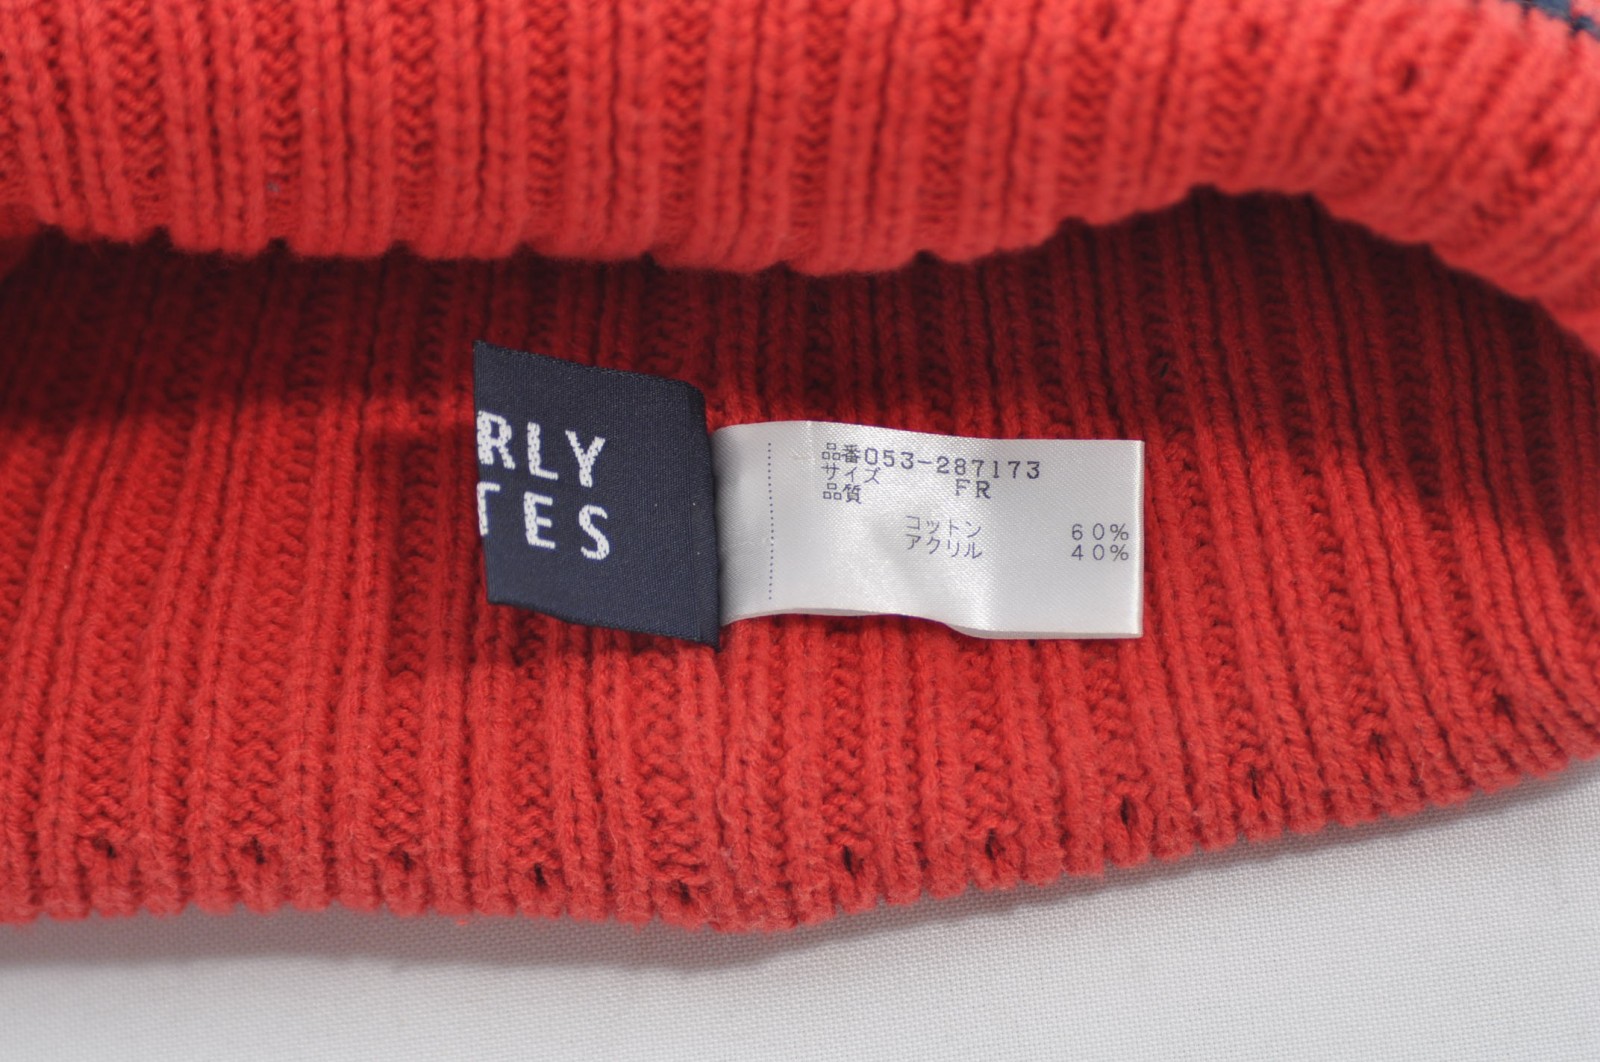 RLY
TES
品番053-287173
サイズ FR
品質
コットン 60%
アクリル 40%